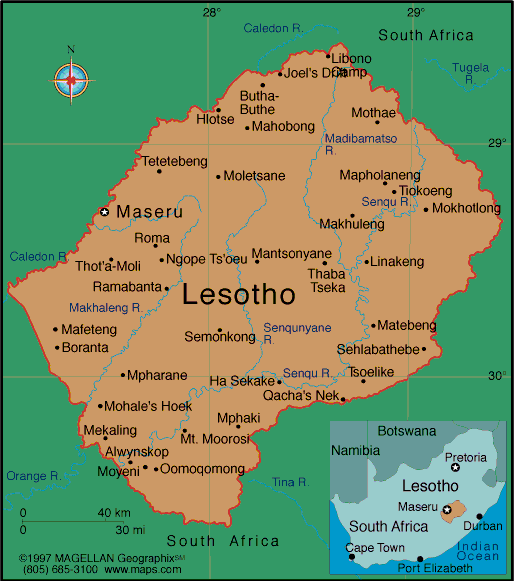 28°
29°
Caledon R.
South Africa
N
Libono
Camp
Joel's Drift
Tugela
R.
Butha-
Buthe
Hlotse
Mahobong
Mothae
29°
Madibamatso
R.
Tetetebeng
Moletsane
Mapholaneng
Tiokoeng
Senqu R.
Mokhotlong
Maseru
Makhuleng
Roma
Caledon R.
Thot'a-Moli
Ngope Ts'oeu
Mantsonyane
Linakeng
Thaba
Tseka
Ramabanta
Lesotho
Makhaleng R.
Mafeteng
Boranta
Semonkong
Senqunyane
R.
Matebeng
Sehlabathebe
30°
Mpharane
Ha Sekake
Senqu R.
Tsoelike
Qacha's Nek
Mohale's Hoek
Mphaki
Mekaling
Mt. Moorosi
Alwynskop
Moyeni
Oomoqomong
Orange R.
Tina R.
0
40 km
0
30 mi
South Africa
©1997 MAGELLAN Geographix℠
(805) 685-3100 www.maps.com
Botswana
Namibia
Pretoria
Lesotho
Maseru
South Africa
Durban
Cape Town
Indian
Ocean
Port Elizabeth